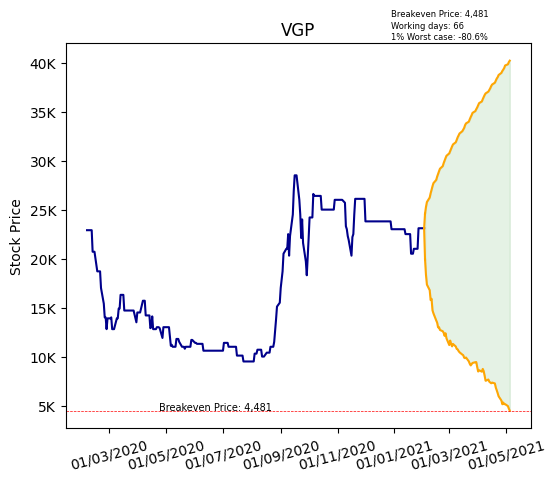 Breakeven Price: 4,481
Working days: 66
1% Worst case: -80.6%
VGP
Stock Price
40K
35K
30K
25K
20K
15K
10K
5K
Breakeven Price: 4,481
01/03/2020
01/05/2020
01/07/2020
01/09/2020
01/11/2020
01/01/2021
01/03/2021
01/05/2021